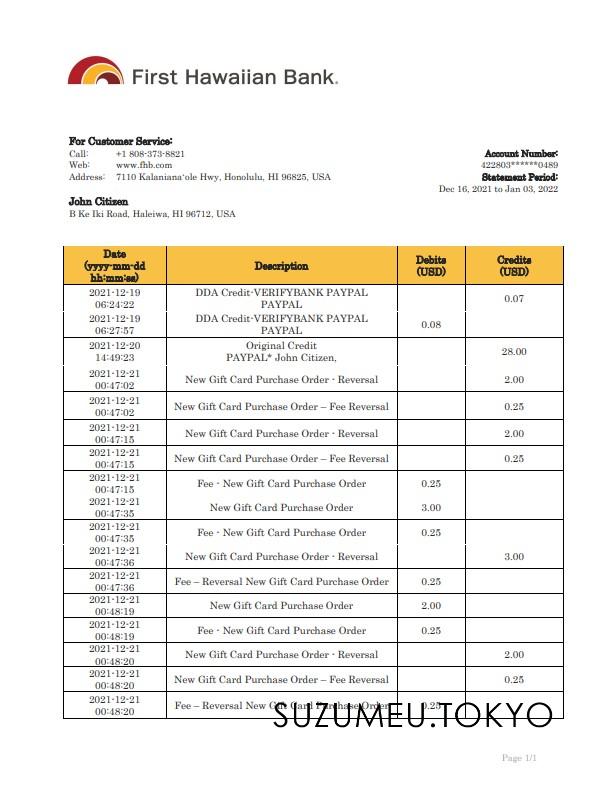 First Hawaiian Bank.
For Customer Service:
Call: +1 808-373-8821
Web: www.fhb.com
Address: 7110 Kalanianaʻole Hwy, Honolulu, HI 96825, USA
Account Number:
422803******0489
Statement Period:
Dec 16, 2021 to Jan 03, 2022
John Citizen
B Ke Iki Road, Haleiwa, HI 96712, USA
Date
(yyyy-mm-dd
hh:mm:ss)
Description
Debits
(USD)
Credits
(USD)
2021-12-19
06:24:22
DDA Credit-VERIFYBANK PAYPAL
PAYPAL
0.07
2021-12-19
06:27:57
DDA Credit-VERIFYBANK PAYPAL
PAYPAL
0.08
2021-12-20
14:49:23
Original Credit
PAYPAL* John Citizen,
28.00
2021-12-21
00:47:02
New Gift Card Purchase Order - Reversal
2.00
2021-12-21
00:47:02
New Gift Card Purchase Order – Fee Reversal
0.25
2021-12-21
00:47:15
New Gift Card Purchase Order - Reversal
2.00
2021-12-21
00:47:15
New Gift Card Purchase Order – Fee Reversal
0.25
2021-12-21
00:47:15
Fee - New Gift Card Purchase Order
0.25
2021-12-21
00:47:35
New Gift Card Purchase Order
3.00
2021-12-21
00:47:35
Fee - New Gift Card Purchase Order
0.25
2021-12-21
00:47:36
New Gift Card Purchase Order - Reversal
3.00
2021-12-21
00:47:36
Fee – Reversal New Gift Card Purchase Order
0.25
2021-12-21
00:48:19
New Gift Card Purchase Order
2.00
2021-12-21
00:48:19
Fee - New Gift Card Purchase Order
0.25
2021-12-21
00:48:20
New Gift Card Purchase Order - Reversal
2.00
2021-12-21
00:48:20
New Gift Card Purchase Order – Fee Reversal
0.25
2021-12-21
00:48:20
Fee – Reversal New Gift Card Purchase Order
0.25
SUZUMEU.TOKYO
Page 1/1